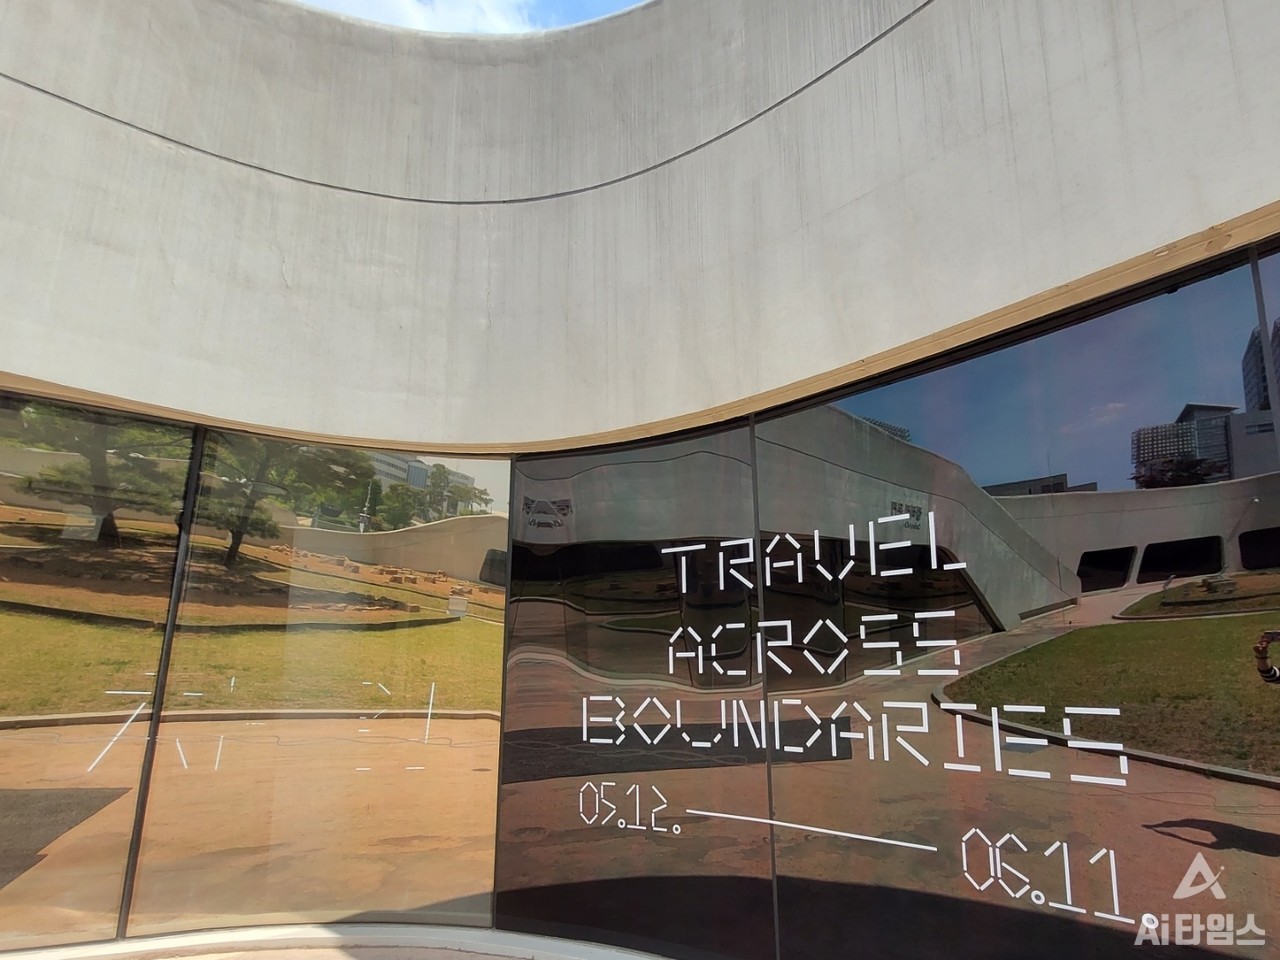 TRAVEL
ACROSS
BOUNDARIES
05.12. — 06.11.
Ai타임스